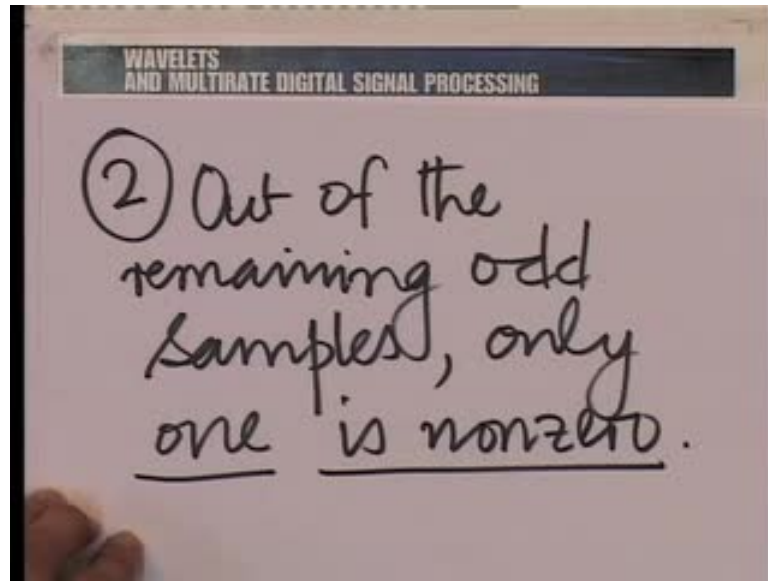 WAVELETS
AND MULTIRATE DIGITAL SIGNAL PROCESSING
② Out of the
remaining odd
samples, only
one is nonzero.